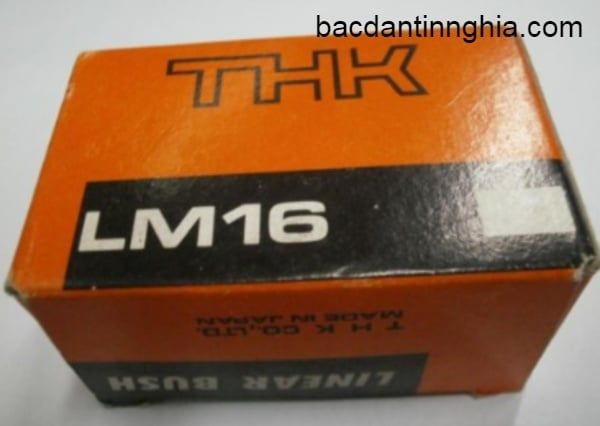 bacdantinnghia.com
THK
LM16
T H K CO., LTD.
MADE IN JAPAN
LINEAR BUSH